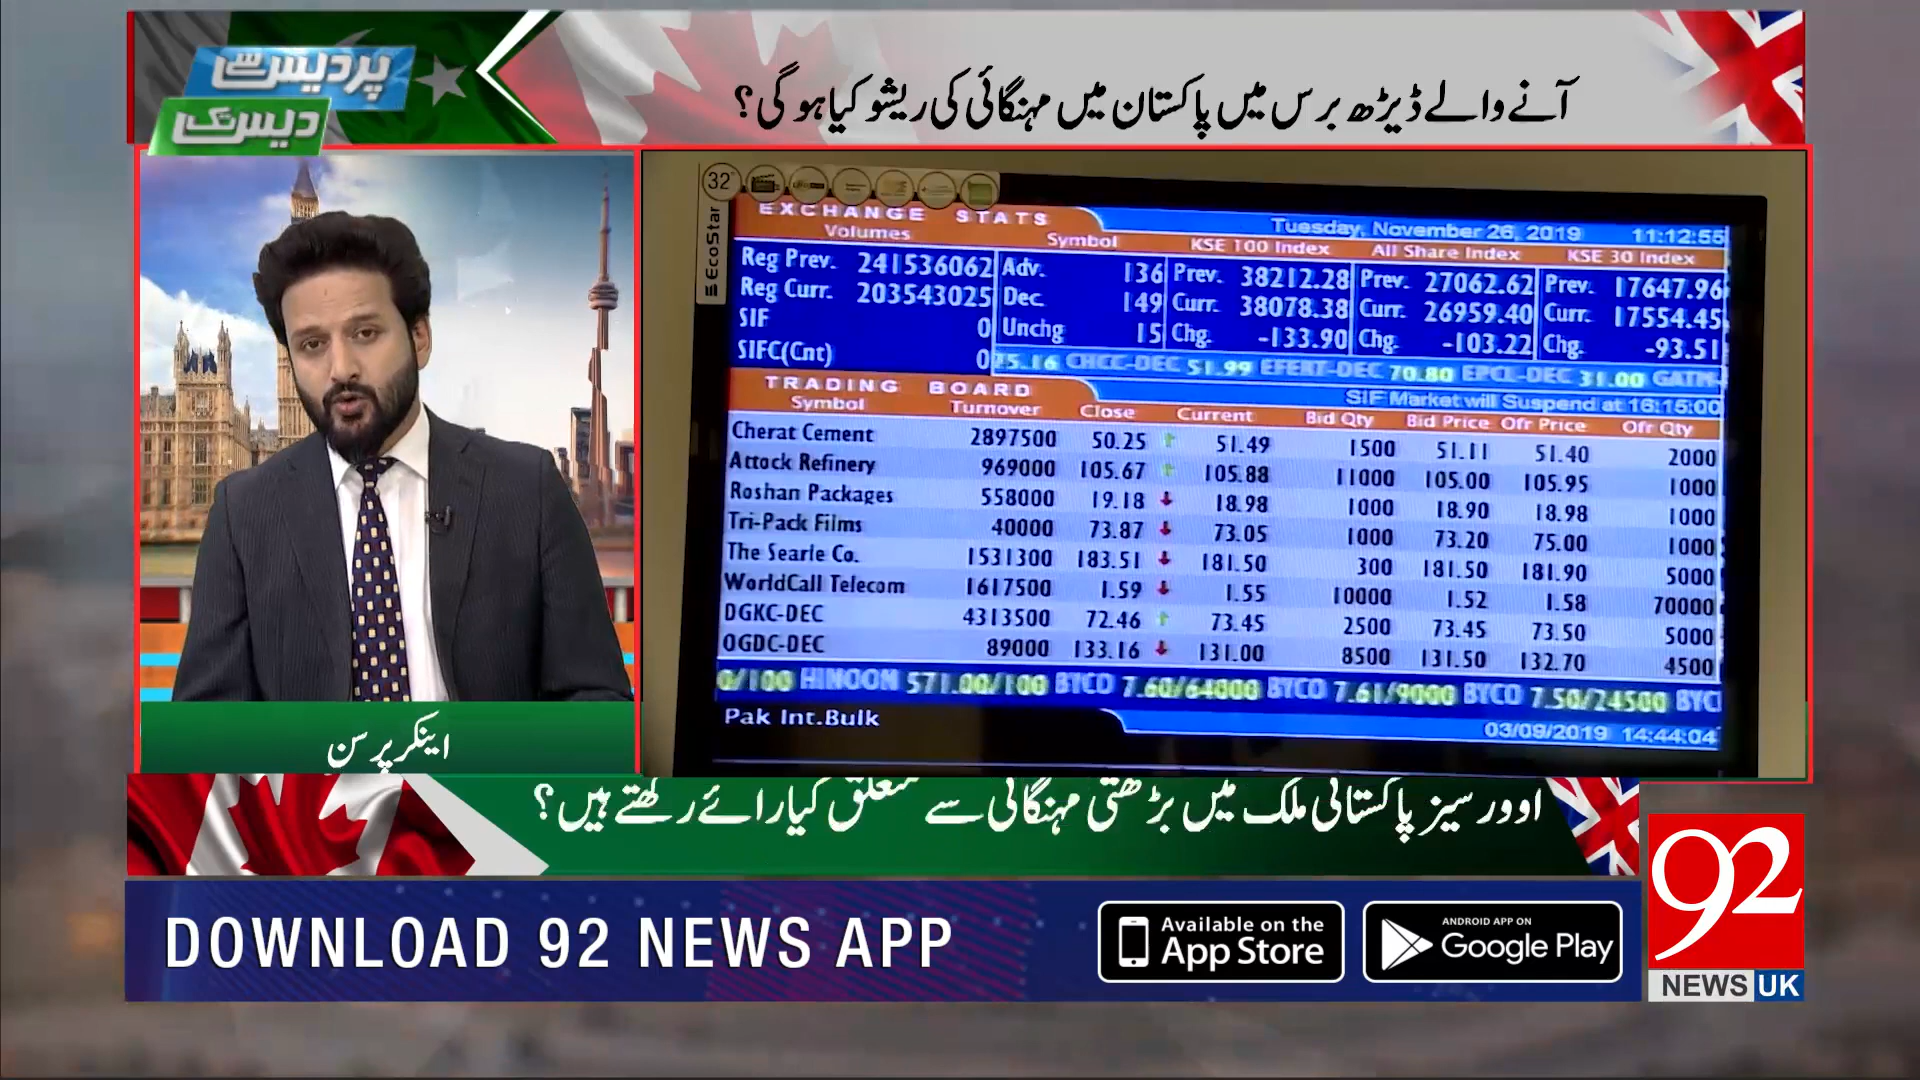 پردیس سے
دیس تک
آنے والے ڈیڑھ برس میں پاکستان میں مہنگائی کی ریشو کیا ہو گی؟
32"
EcoStar
EXCHANGE STATS
Tuesday, November 26, 2019 11:12:55
Volumes Symbol KSE 100 Index All Share Index KSE 30 Index
Reg Prev. 241536062 Adv. 136 Prev. 38212.28 Prev. 27062.62 Prev. 17647.96
Reg Curr. 203543025 Dec. 149 Curr. 38078.38 Curr. 26959.40 Curr. 17554.45
SIF 0 Unchg 15 Chg. -133.90 Chg. -103.22 Chg. -93.51
SIFC(Cnt) 0
25.16 CHCC-DEC 51.99 EFERT-DEC 70.80 EPCL-DEC 31.00 GATM-
TRADING BOARD
SIF Market will Suspend at 16:15:00
Symbol Turnover Close Current Bid Qty Bid Price Ofr Price Ofr Qty
Cherat Cement 2897500 50.25 51.49 1500 51.11 51.40 2000
Attock Refinery 969000 105.67 105.88 11000 105.00 105.95 1000
Roshan Packages 558000 19.18 18.98 1000 18.90 18.98 1000
Tri-Pack Films 40000 73.87 73.05 1000 73.20 75.00 1000
The Searle Co. 1531300 183.51 181.50 300 181.50 181.90 5000
WorldCall Telecom 1617500 1.59 1.55 10000 1.52 1.58 70000
DGKC-DEC 4313500 72.46 73.45 2500 73.45 73.50 5000
OGDC-DEC 89000 133.16 131.00 8500 131.50 132.70 4500
0/100 HINOON 571.00/100 BYCO 7.60/64000 BYCO 7.61/9000 BYCO 7.50/24500 BYC
Pak Int.Bulk
03/09/2019 14:44:04
اینکر پرسن
اوورسیز پاکستانی ملک میں بڑھتی مہنگائی سے متعلق کیا رائے رکھتے ہیں؟
DOWNLOAD 92 NEWS APP
Available on the
App Store
ANDROID APP ON
Google Play
92
NEWS UK